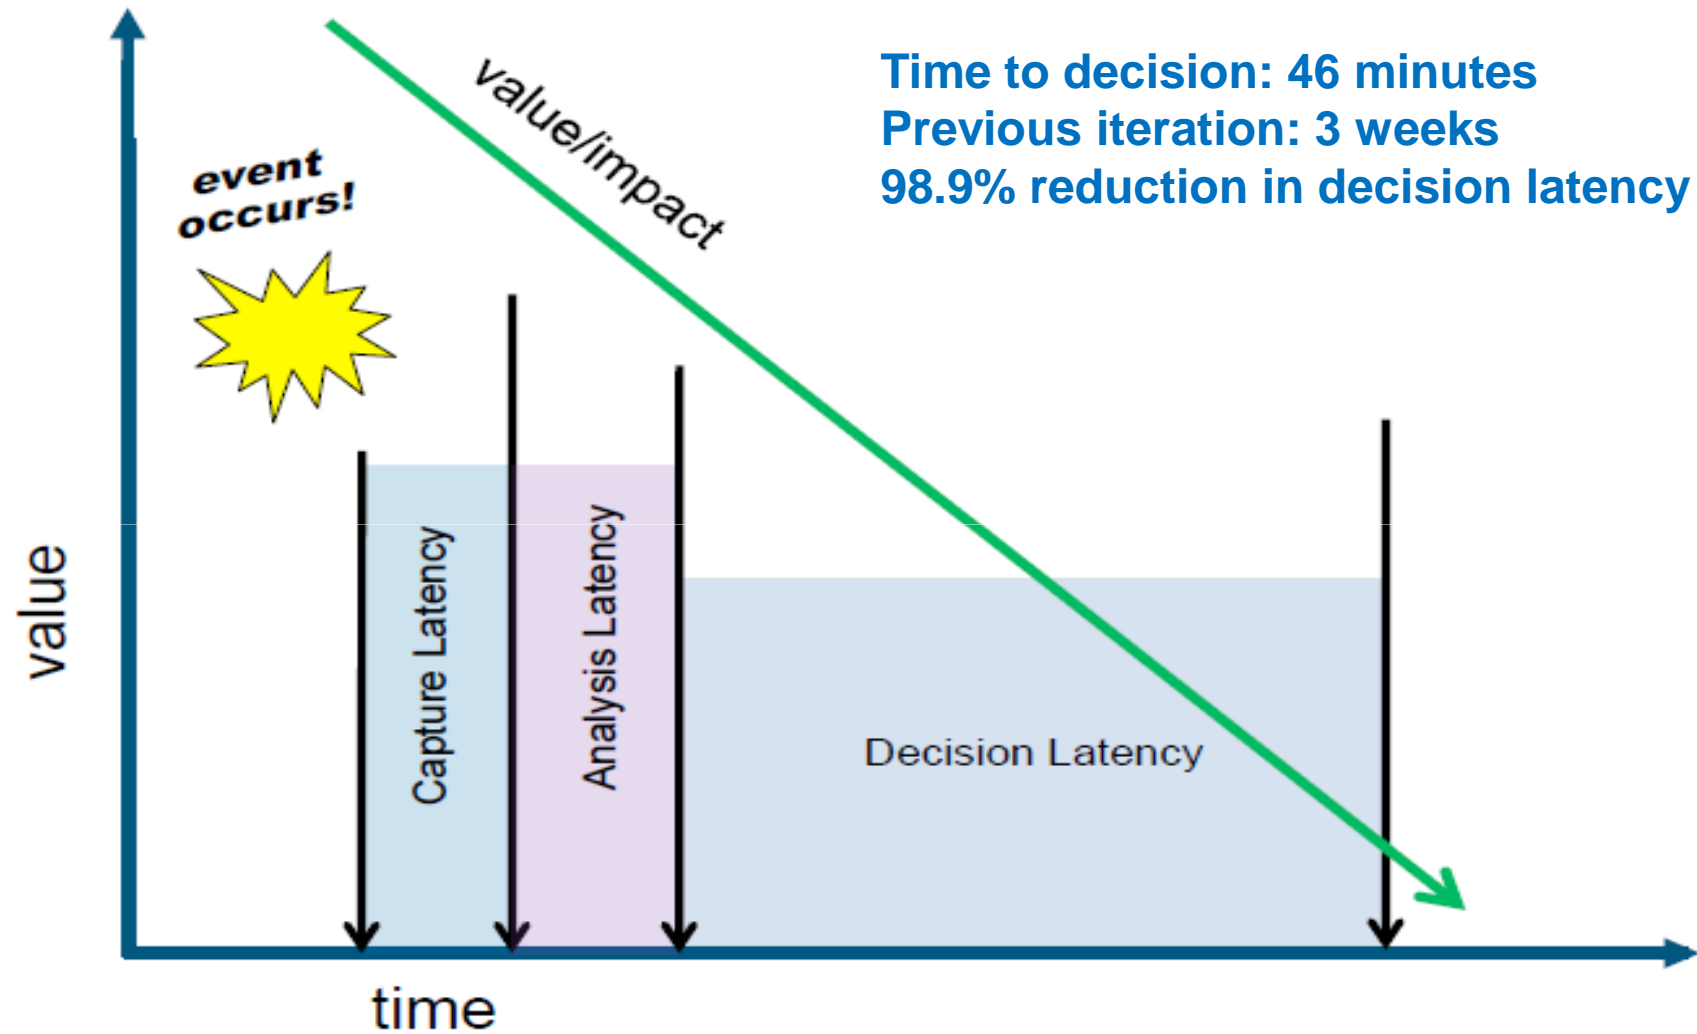 Time to decision: 46 minutes
Previous iteration: 3 weeks
98.9% reduction in decision latency
value/impact
event
occurs!
Capture Latency
Analysis Latency
Decision Latency
value
time